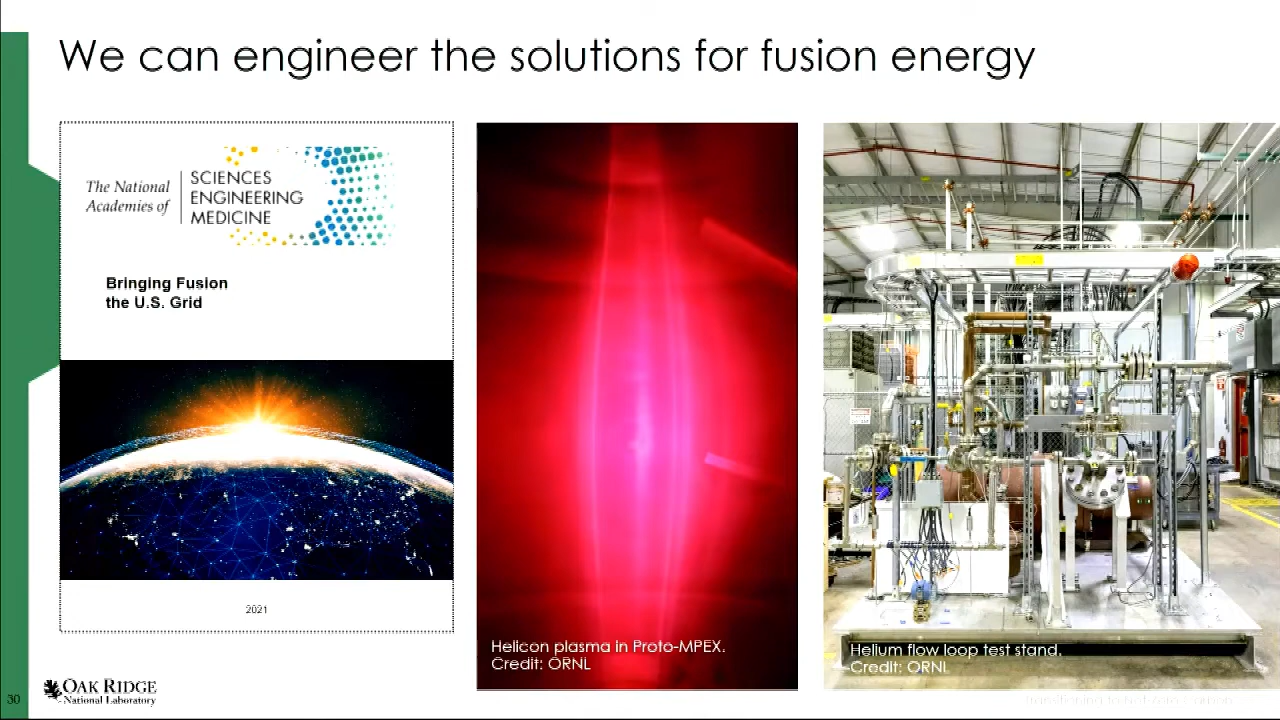 We can engineer the solutions for fusion energy
The National
Academies of
SCIENCES
ENGINEERING
MEDICINE
Bringing Fusion
the U.S. Grid
2021
Helicon plasma in Proto-MPEX.
Credit: ORNL
Helium flow loop test stand.
Credit: ORNL
30
OAK RIDGE
National Laboratory